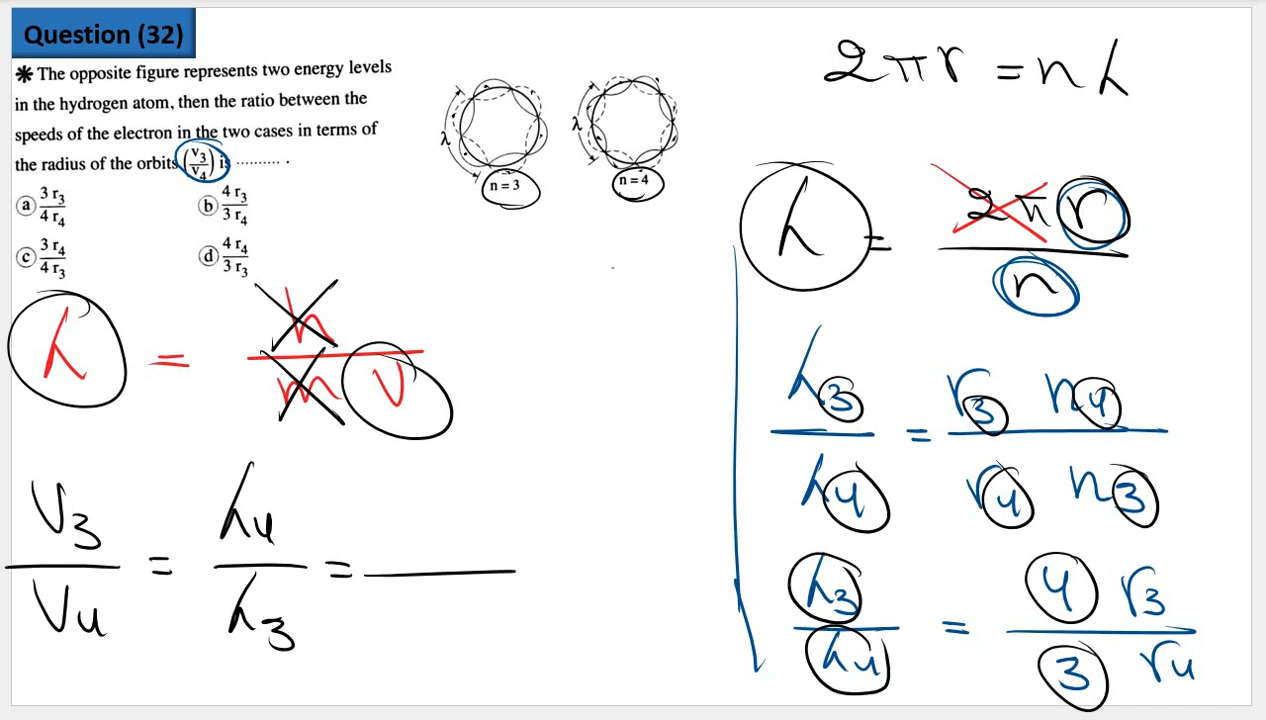 Question (32)
✱ The opposite figure represents two energy levels
in the hydrogen atom, then the ratio between the
speeds of the electron in the two cases in terms of
the radius of the orbits (v₃/v₄) is .......... .
ⓐ 3 r₃ / 4 r₄
ⓑ 4 r₃ / 3 r₄
ⓒ 3 r₄ / 4 r₃
ⓓ 4 r₄ / 3 r₃
λ
n = 3
λ
n = 4
2πr = nλ
λ = 2πr / n
λ = h / mv
λ₃ / λ₄ = r₃ n₄ / r₄ n₃
v₃ / v₄ = λ₄ / λ₃ =
λ₃ / λ₄ = 4 r₃ / 3 r₄